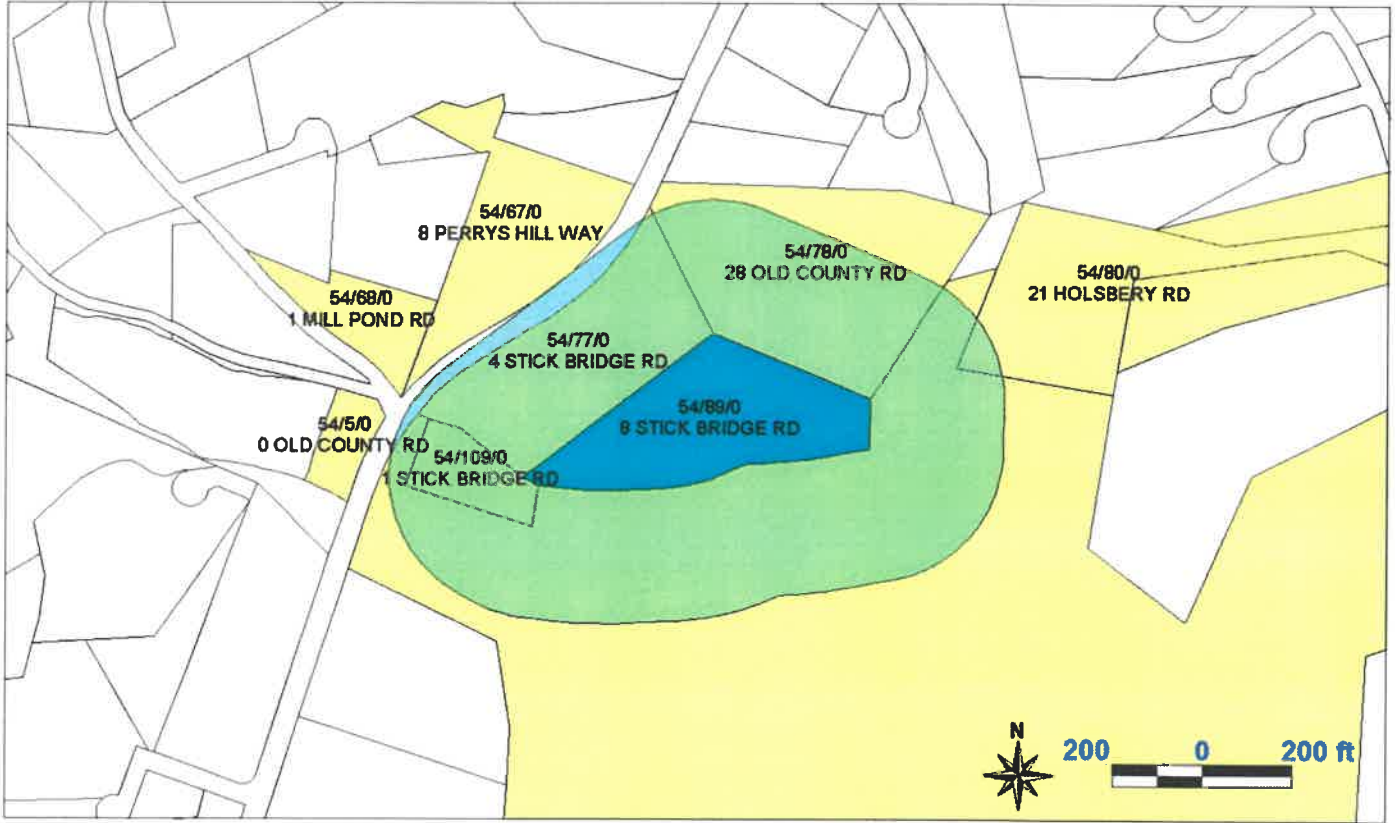 54/67/0
8 PERRYS HILL WAY
54/78/0
28 OLD COUNTY RD
54/80/0
21 HOLSBERY RD
54/68/0
1 MILL POND RD
54/77/0
4 STICK BRIDGE RD
54/89/0
8 STICK BRIDGE RD
54/5/0
0 OLD COUNTY RD
54/109/0
1 STICK BRIDGE RD
N
200 0 200 ft